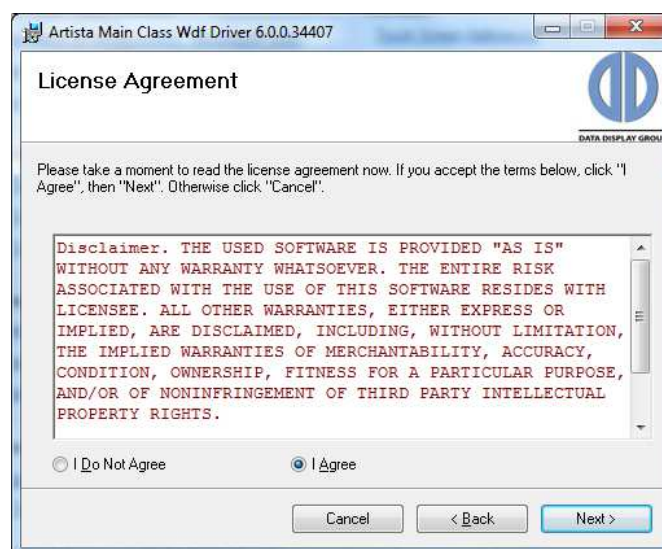 Artista Main Class Wdf Driver 6.0.0.34407
License Agreement
DATA DISPLAY GROU
Please take a moment to read the license agreement now. If you accept the terms below, click "I
Agree", then "Next". Otherwise click "Cancel".
Disclaimer. THE USED SOFTWARE IS PROVIDED "AS IS"
WITHOUT ANY WARRANTY WHATSOEVER. THE ENTIRE RISK
ASSOCIATED WITH THE USE OF THIS SOFTWARE RESIDES WITH
LICENSEE. ALL OTHER WARRANTIES, EITHER EXPRESS OR
IMPLIED, ARE DISCLAIMED, INCLUDING, WITHOUT LIMITATION,
THE IMPLIED WARRANTIES OF MERCHANTABILITY, ACCURACY,
CONDITION, OWNERSHIP, FITNESS FOR A PARTICULAR PURPOSE,
AND/OR OF NONINFRINGEMENT OF THIRD PARTY INTELLECTUAL
PROPERTY RIGHTS.
I Do Not Agree
I Agree
Cancel
< Back
Next >